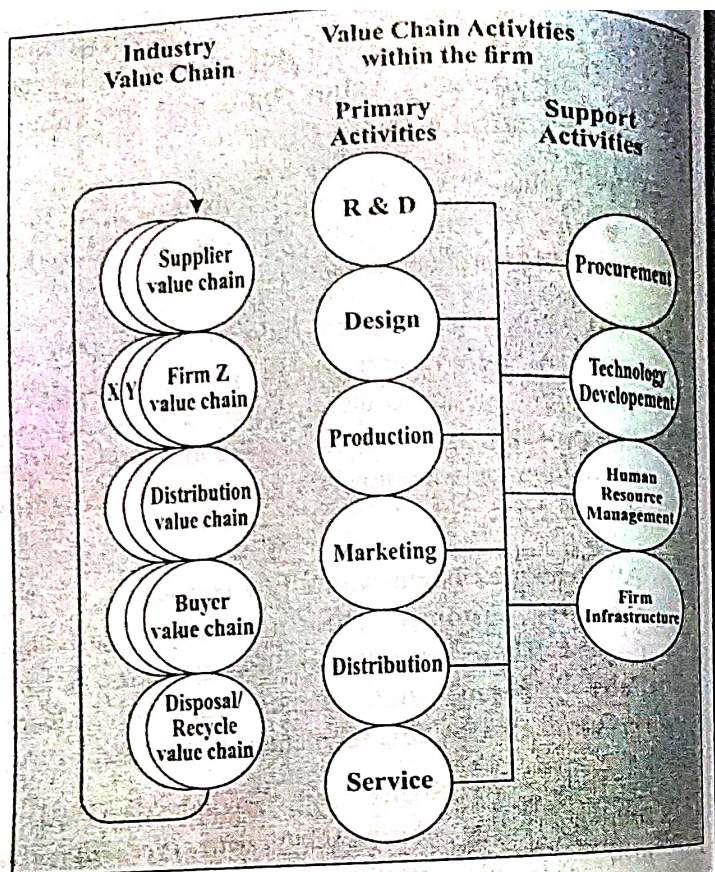 Industry
Value Chain
Value Chain Activities
within the firm
Primary
Activities
Support
Activities
Supplier
value chain
X Y Firm Z
value chain
Distribution
value chain
Buyer
value chain
Disposal/
Recycle
value chain
R & D
Design
Production
Marketing
Distribution
Service
Procurement
Technology
Developement
Human
Resource
Management
Firm
Infrastructure